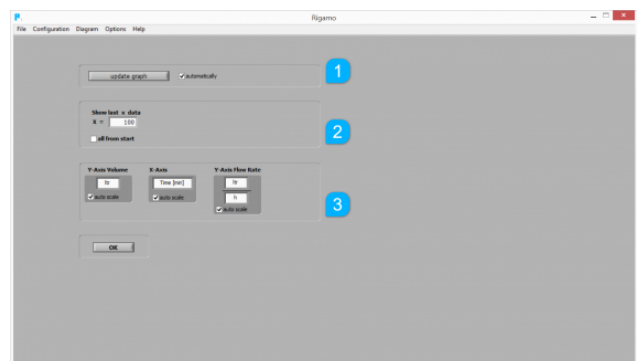 Rigamo
File Configuration Diagram Options Help
update graph automatically
1
Show last x data
X = 100
all from start
2
Y-Axis Volume X-Axis Y-Axis Flow Rate
ltr Time [sec] ltr
h
auto scale auto scale
auto scale
3
OK